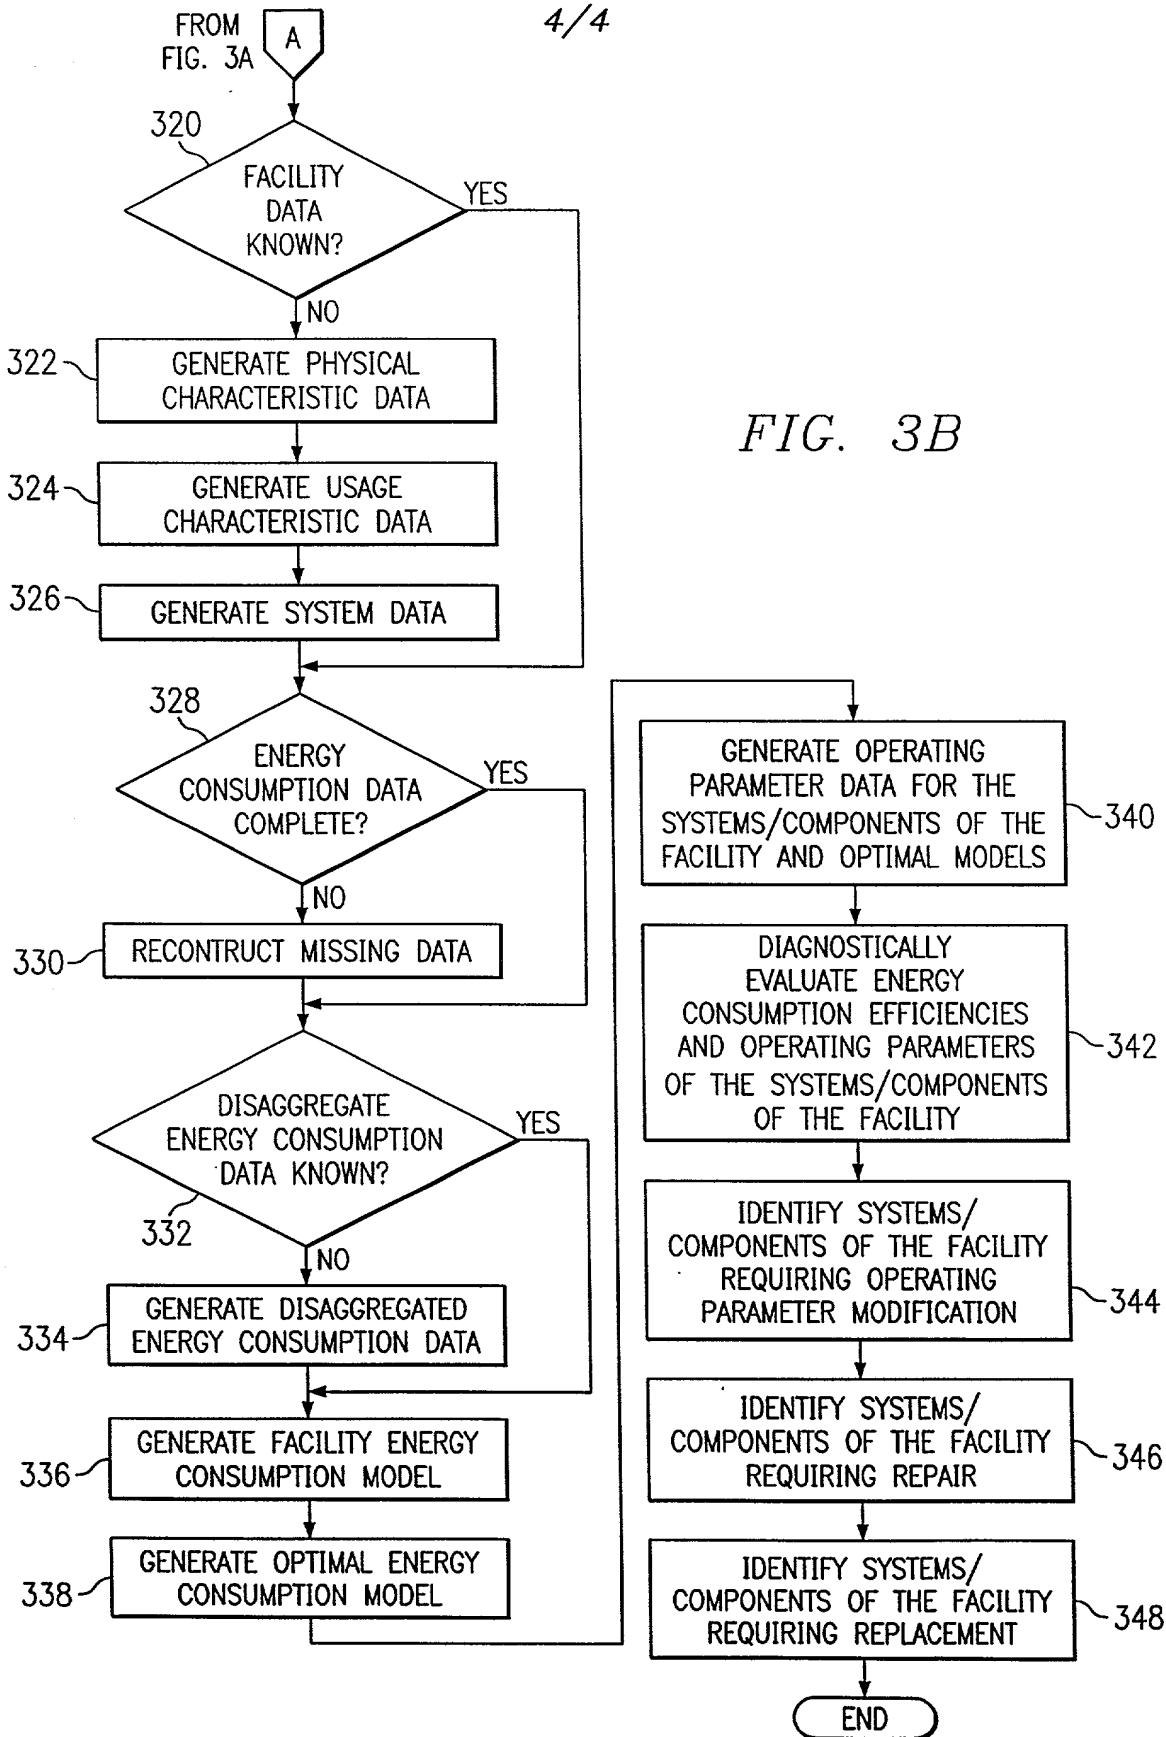 4/4
FROM
FIG. 3A
A
320
FACILITY
DATA
KNOWN?
YES
NO
322
GENERATE PHYSICAL
CHARACTERISTIC DATA
324
GENERATE USAGE
CHARACTERISTIC DATA
326
GENERATE SYSTEM DATA
328
ENERGY
CONSUMPTION DATA
COMPLETE?
YES
NO
330
RECONTRUCT MISSING DATA
DISAGGREGATE
ENERGY CONSUMPTION
DATA KNOWN?
YES
332
NO
334
GENERATE DISAGGREGATED
ENERGY CONSUMPTION DATA
336
GENERATE FACILITY ENERGY
CONSUMPTION MODEL
338
GENERATE OPTIMAL ENERGY
CONSUMPTION MODEL
FIG. 3B
GENERATE OPERATING
PARAMETER DATA FOR THE
SYSTEMS/COMPONENTS OF THE
FACILITY AND OPTIMAL MODELS
340
DIAGNOSTICALLY
EVALUATE ENERGY
CONSUMPTION EFFICIENCIES
AND OPERATING PARAMETERS
OF THE SYSTEMS/COMPONENTS
OF THE FACILITY
342
IDENTIFY SYSTEMS/
COMPONENTS OF THE FACILITY
REQUIRING OPERATING
PARAMETER MODIFICATION
344
IDENTIFY SYSTEMS/
COMPONENTS OF THE FACILITY
REQUIRING REPAIR
346
IDENTIFY SYSTEMS/
COMPONENTS OF THE FACILITY
REQUIRING REPLACEMENT
348
END